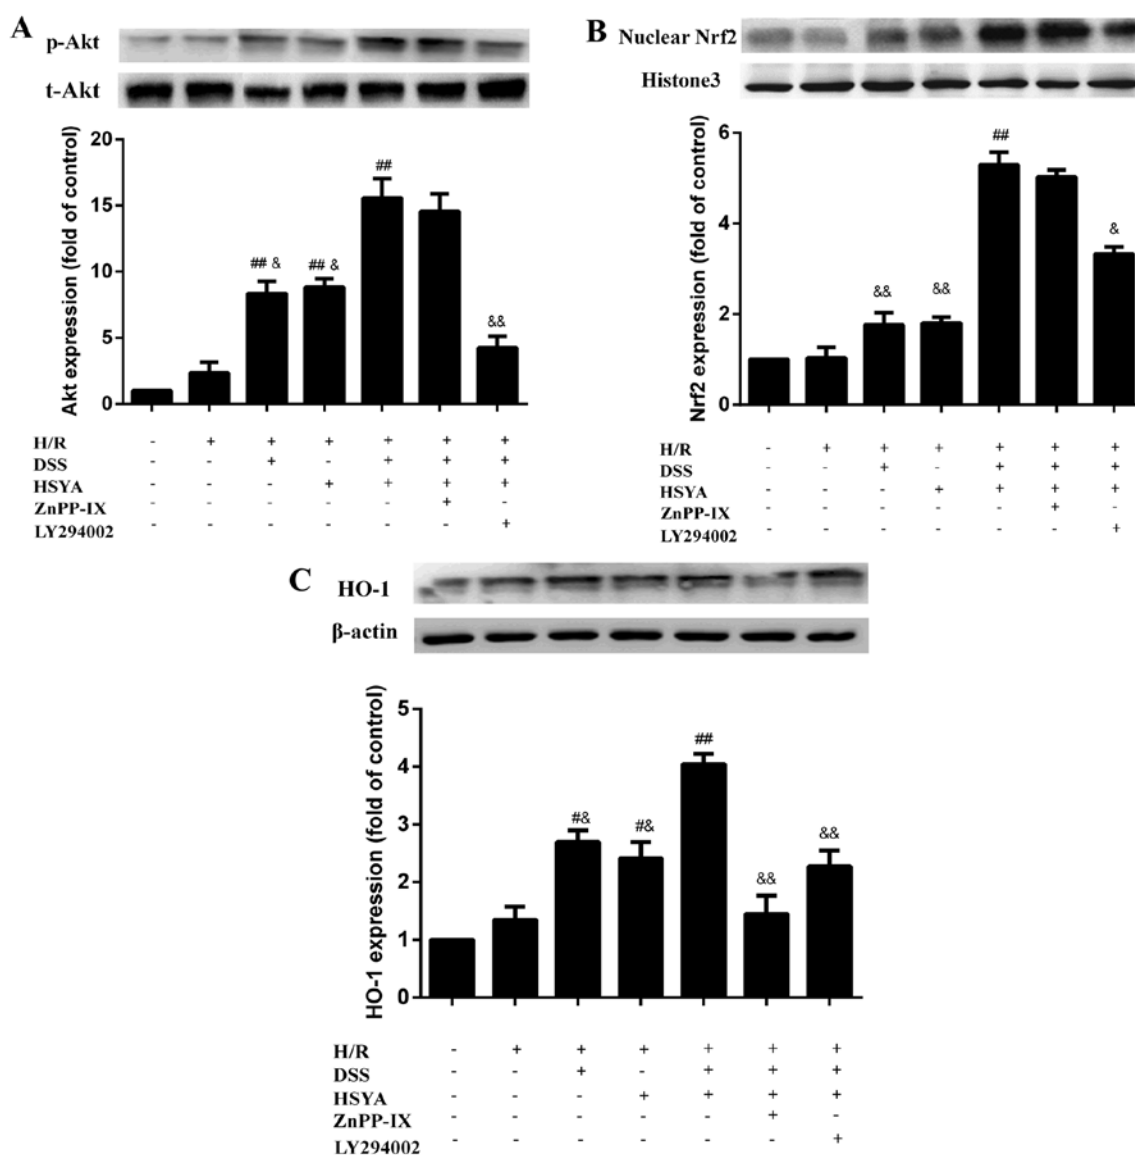 A
p-Akt
t-Akt
Akt expression (fold of control)
20
15
10
5
0
## &
## &
##
&&
H/R - + + + + + +
DSS - - + - + + +
HSYA - - - + + + +
ZnPP-IX - - - - - + -
LY294002 - - - - - - +
B
Nuclear Nrf2
Histone3
Nrf2 expression (fold of control)
6
4
2
0
&&
&&
##
&
H/R - + + + + + +
DSS - - + - + + +
HSYA - - - + + + +
ZnPP-IX - - - - - + -
LY294002 - - - - - - +
C
HO-1
β-actin
HO-1 expression (fold of control)
5
4
3
2
1
0
#&
#&
##
&&
&&
H/R - + + + + + +
DSS - - + - + + +
HSYA - - - + + + +
ZnPP-IX - - - - - + -
LY294002 - - - - - - +